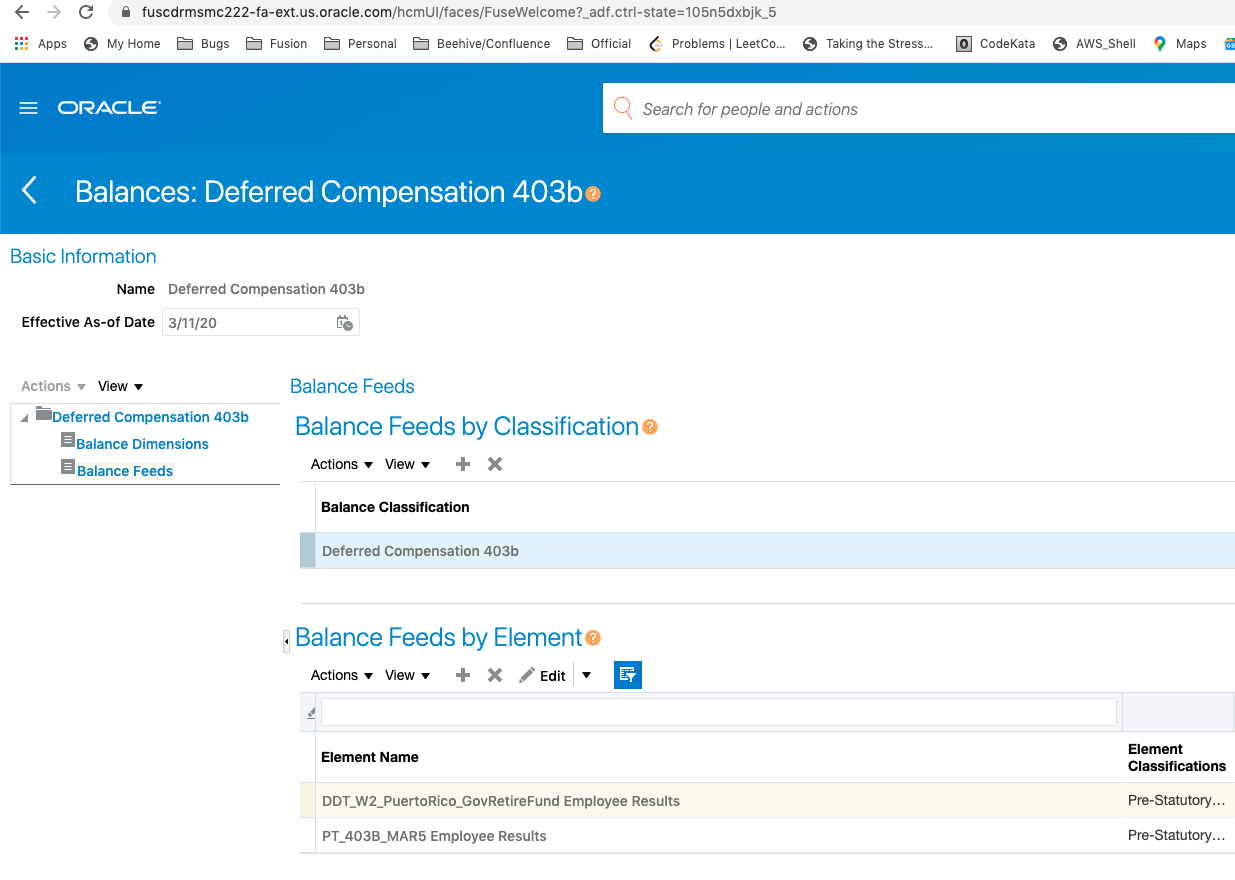 fuscdrmsmc222-fa-ext.us.oracle.com/hcmUI/faces/FuseWelcome?_adf.ctrl-state=105n5dxbjk_5
Apps My Home Bugs Fusion Personal Beehive/Confluence Official Problems | LeetCo... Taking the Stress... CodeKata AWS_Shell Maps
ORACLE
Search for people and actions
Balances: Deferred Compensation 403b
Basic Information
Name Deferred Compensation 403b
Effective As-of Date 3/11/20
Actions View
Deferred Compensation 403b
Balance Dimensions
Balance Feeds
Balance Feeds
Balance Feeds by Classification
Actions View
Balance Classification
Deferred Compensation 403b
Balance Feeds by Element
Actions View Edit
Element Name Element Classifications
DDT_W2_PuertoRico_GovRetireFund Employee Results Pre-Statutory...
PT_403B_MAR5 Employee Results Pre-Statutory...